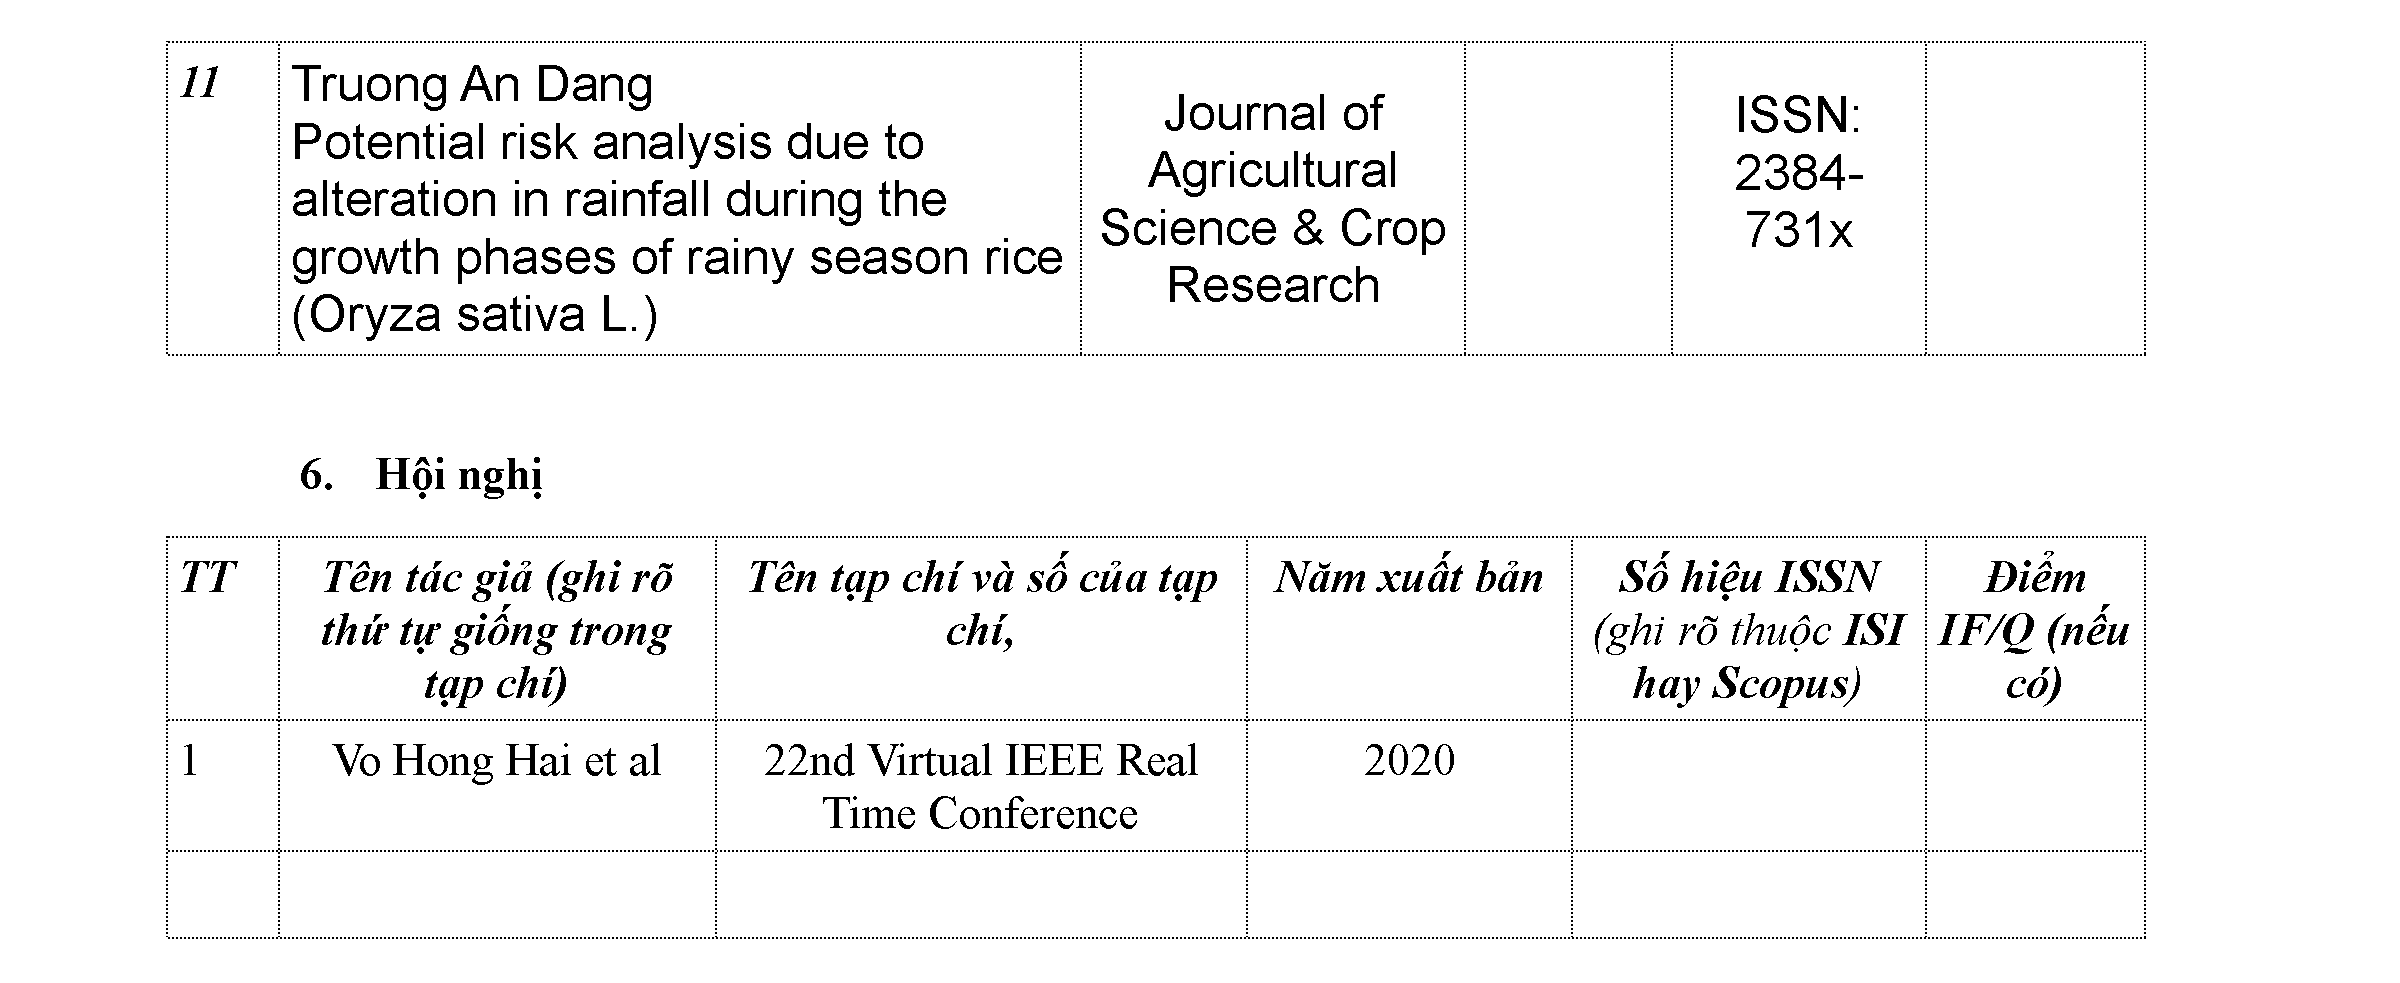 11
Truong An Dang
Potential risk analysis due to
alteration in rainfall during the
growth phases of rainy season rice
(Oryza sativa L.)
Journal of
Agricultural
Science & Crop
Research
ISSN:
2384-
731x
6. Hội nghị
TT
Tên tác giả (ghi rõ
thứ tự giống trong
tạp chí)
Tên tạp chí và số của tạp
chí,
Năm xuất bản
Số hiệu ISSN
(ghi rõ thuộc ISI
hay Scopus)
Điểm
IF/Q (nếu
có)
1
Vo Hong Hai et al
22nd Virtual IEEE Real
Time Conference
2020